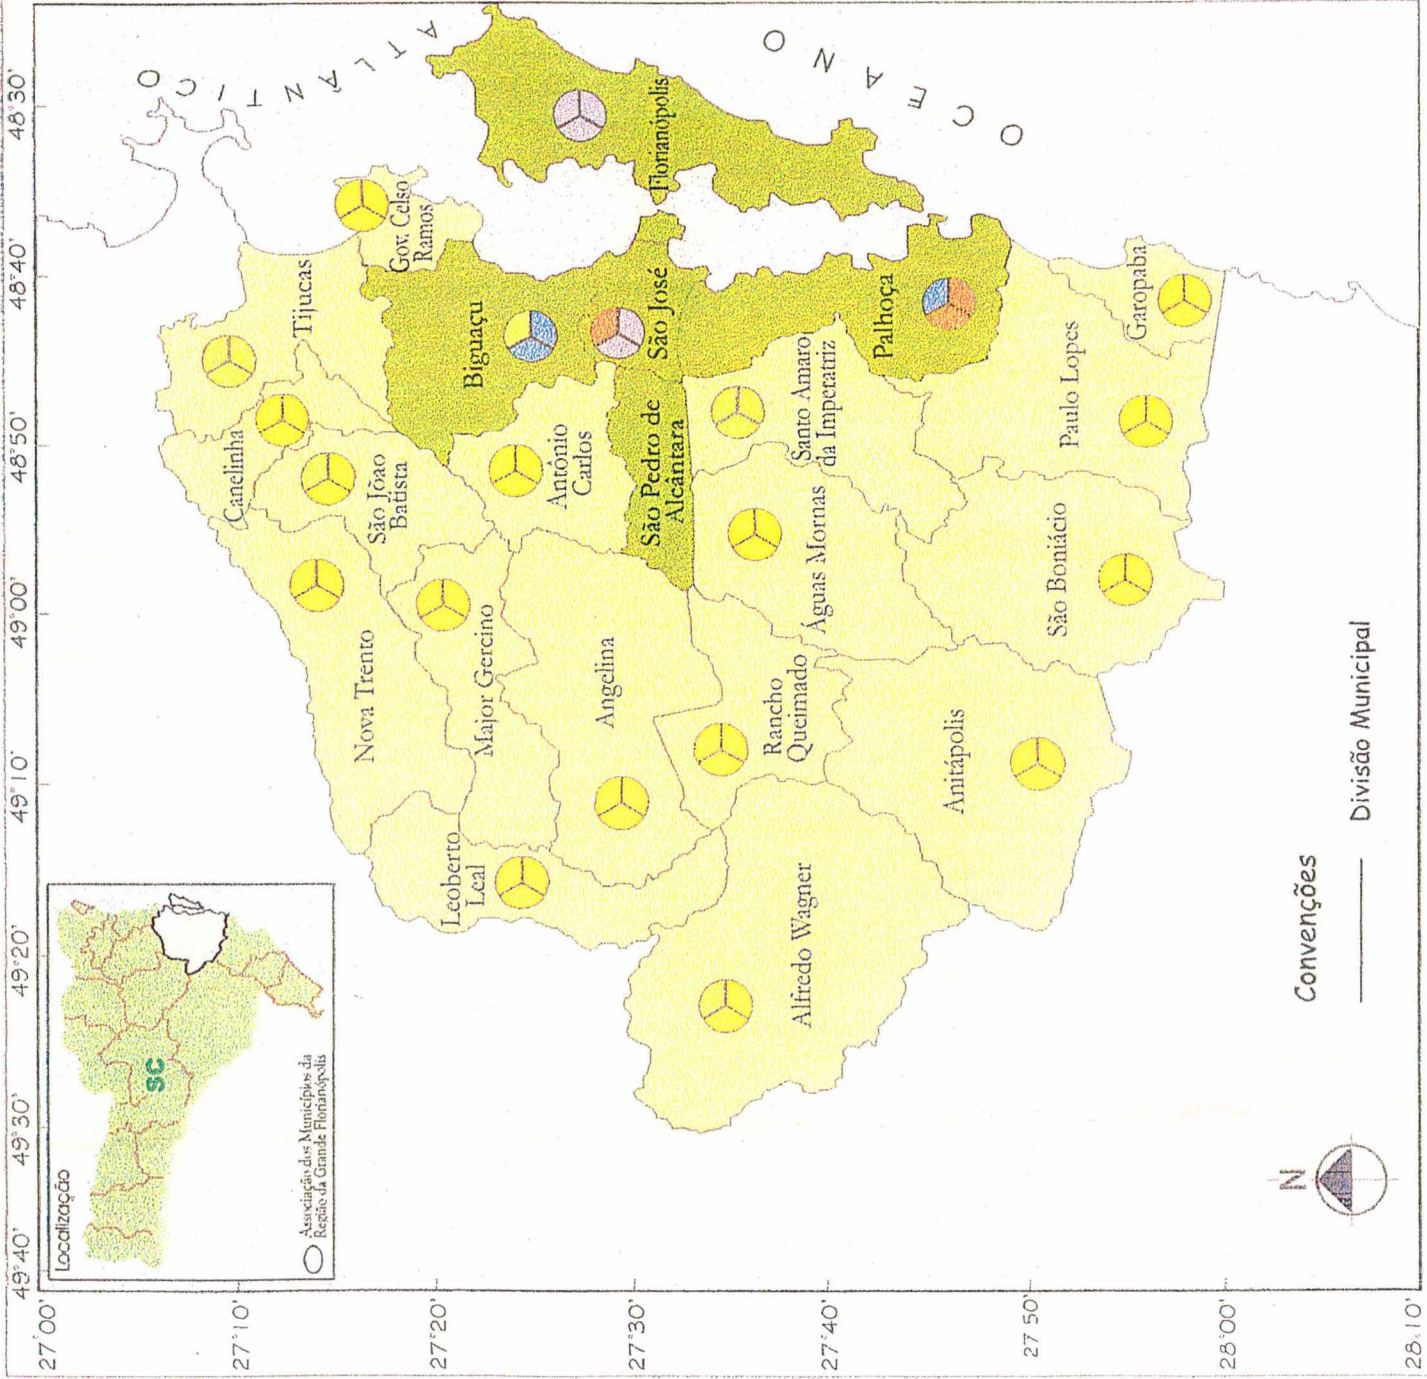 Localização
SC
Associação dos Municípios da
Região da Grande Florianópolis
49°40'
49°30'
49°20'
49°10'
49°00'
48°50'
48°40'
48°30'
27°00'
27°10'
27°20'
27°30'
27°40'
27°50'
28°00'
28°10'
OCEANO
ATLÂNTICO
Tijucas
Gov. Celso
Ramos
Canelinha
São Jõao
Batista
Nova Trento
Major Gercino
Leoberto
Leal
Biguaçu
Antônio
Carlos
Angelina
São José
Florianópolis
São Pedro de
Alcântara
Santo Amaro
da Imperatriz
Águas Mornas
Rancho
Queimado
Alfredo Wagner
Palhoça
Anitápolis
São Boniácio
Paulo Lopes
Garopaba
N
Convenções
Divisão Municipal